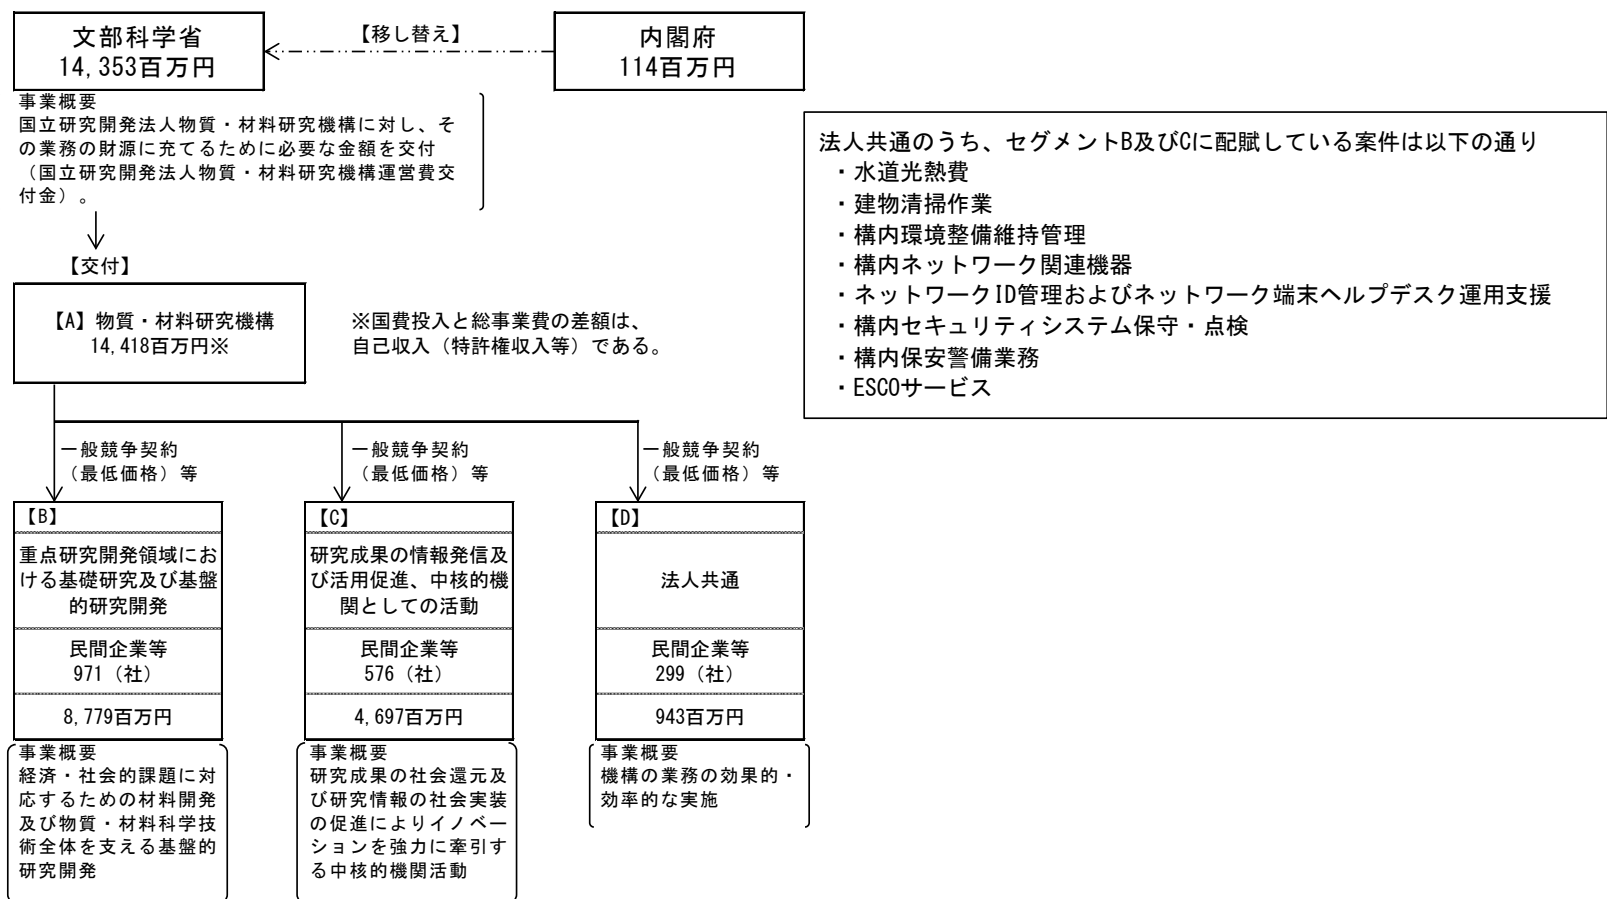 文部科学省
14,353百万円
【移し替え】
内閣府
114百万円
事業概要
国立研究開発法人物質・材料研究機構に対し、そ
の業務の財源に充てるために必要な金額を交付
（国立研究開発法人物質・材料研究機構運営費交
付金）。
【交付】
【A】物質・材料研究機構
14,418百万円※
※国費投入と総事業費の差額は、
自己収入（特許権収入等）である。
法人共通のうち、セグメントB及びCに配賦している案件は以下の通り
・水道光熱費
・建物清掃作業
・構内環境整備維持管理
・構内ネットワーク関連機器
・ネットワークID管理およびネットワーク端末ヘルプデスク運用支援
・構内セキュリティシステム保守・点検
・構内保安警備業務
・ESCOサービス
一般競争契約
（最低価格）等
【B】
重点研究開発領域にお
ける基礎研究及び基盤
的研究開発
民間企業等
971（社）
8,779百万円
事業概要
経済・社会的課題に対
応するための材料開発
及び物質・材料科学技
術全体を支える基盤的
研究開発
一般競争契約
（最低価格）等
【C】
研究成果の情報発信及
び活用促進、中核的機
関としての活動
民間企業等
576（社）
4,697百万円
事業概要
研究成果の社会還元及
び研究情報の社会実装
の促進によりイノベー
ションを強力に牽引す
る中核的機関活動
一般競争契約
（最低価格）等
【D】
法人共通
民間企業等
299（社）
943百万円
事業概要
機構の業務の効果的・
効率的な実施